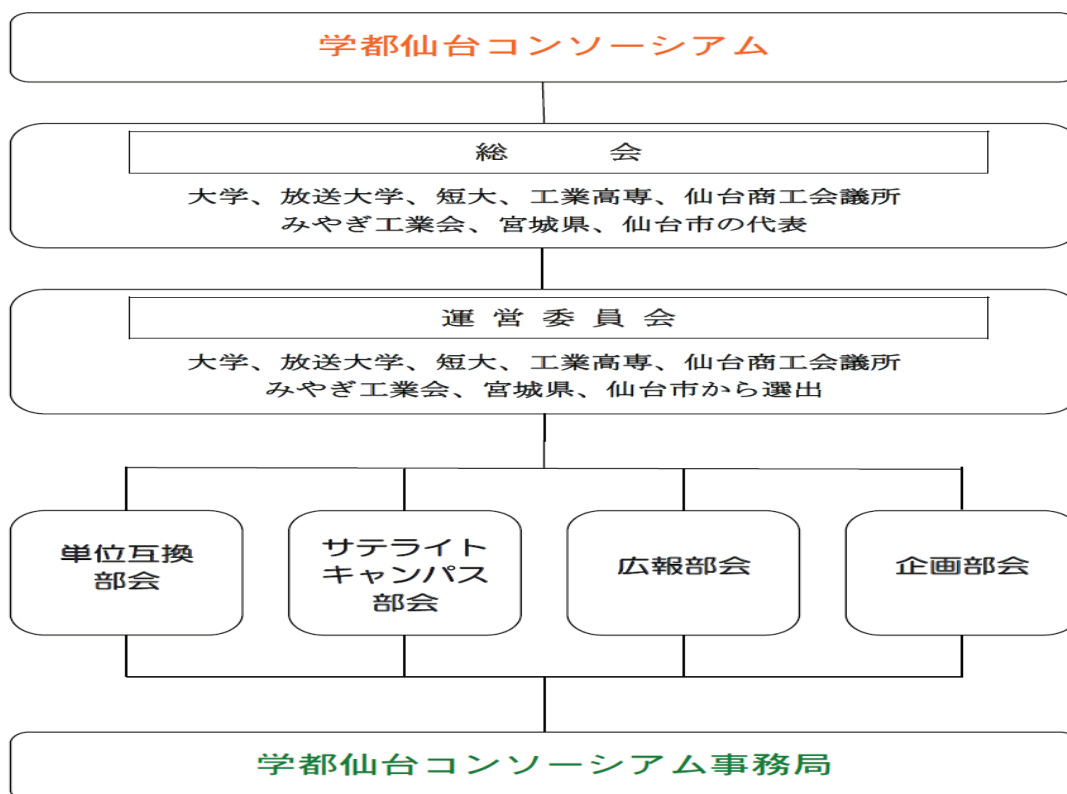 学都仙台コンソーシアム
総　　会
大学、放送大学、短大、工業高専、仙台商工会議所
みやぎ工業会、宮城県、仙台市の代表
運営委員会
大学、放送大学、短大、工業高専、仙台商工会議所
みやぎ工業会、宮城県、仙台市から選出
単位互換
部会
サテライト
キャンパス
部会
広報部会
企画部会
学都仙台コンソーシアム事務局